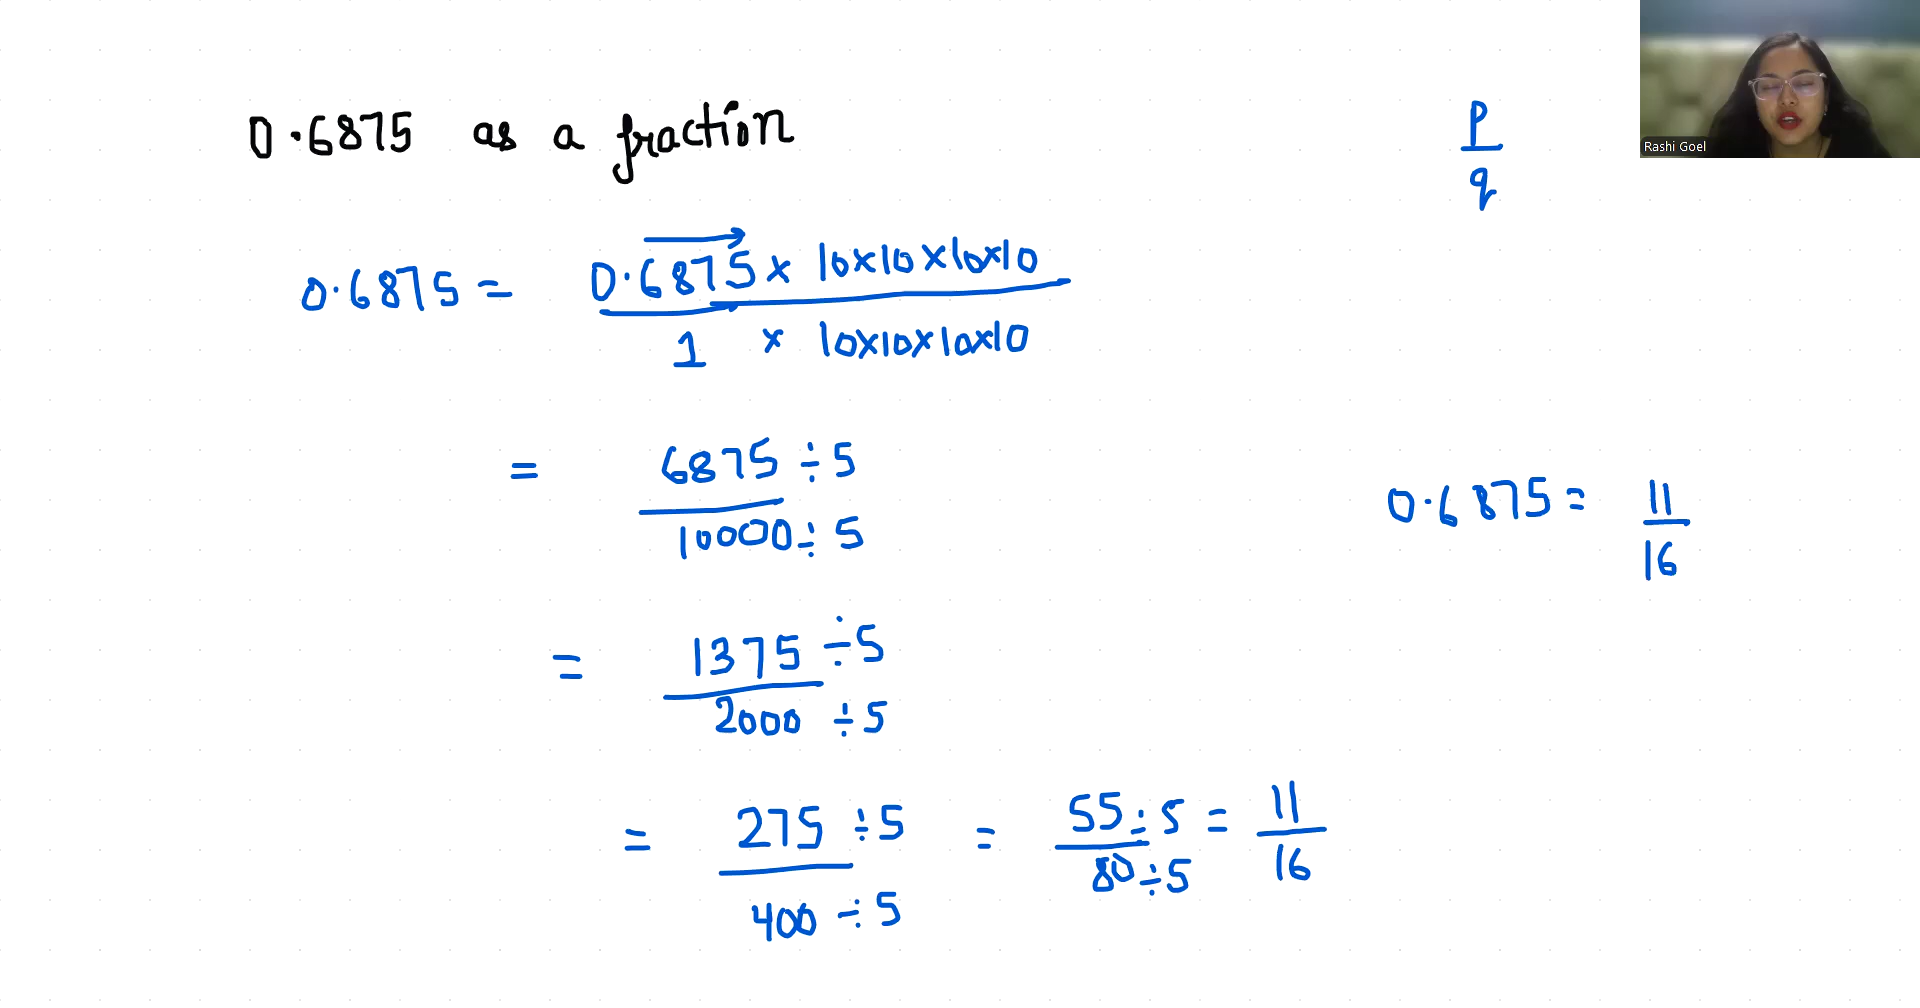 0.6875 as a fraction
p
q
Rashi Goel
0.6875 = 0.6875 × 10×10×10×10
1 × 10×10×10×10
= 6875 ÷ 5
10000 ÷ 5
0.6875 = 11
16
= 1375 ÷ 5
2000 ÷ 5
= 275 ÷ 5 = 55 ÷ 5 = 11
400 ÷ 5 80 ÷ 5 16